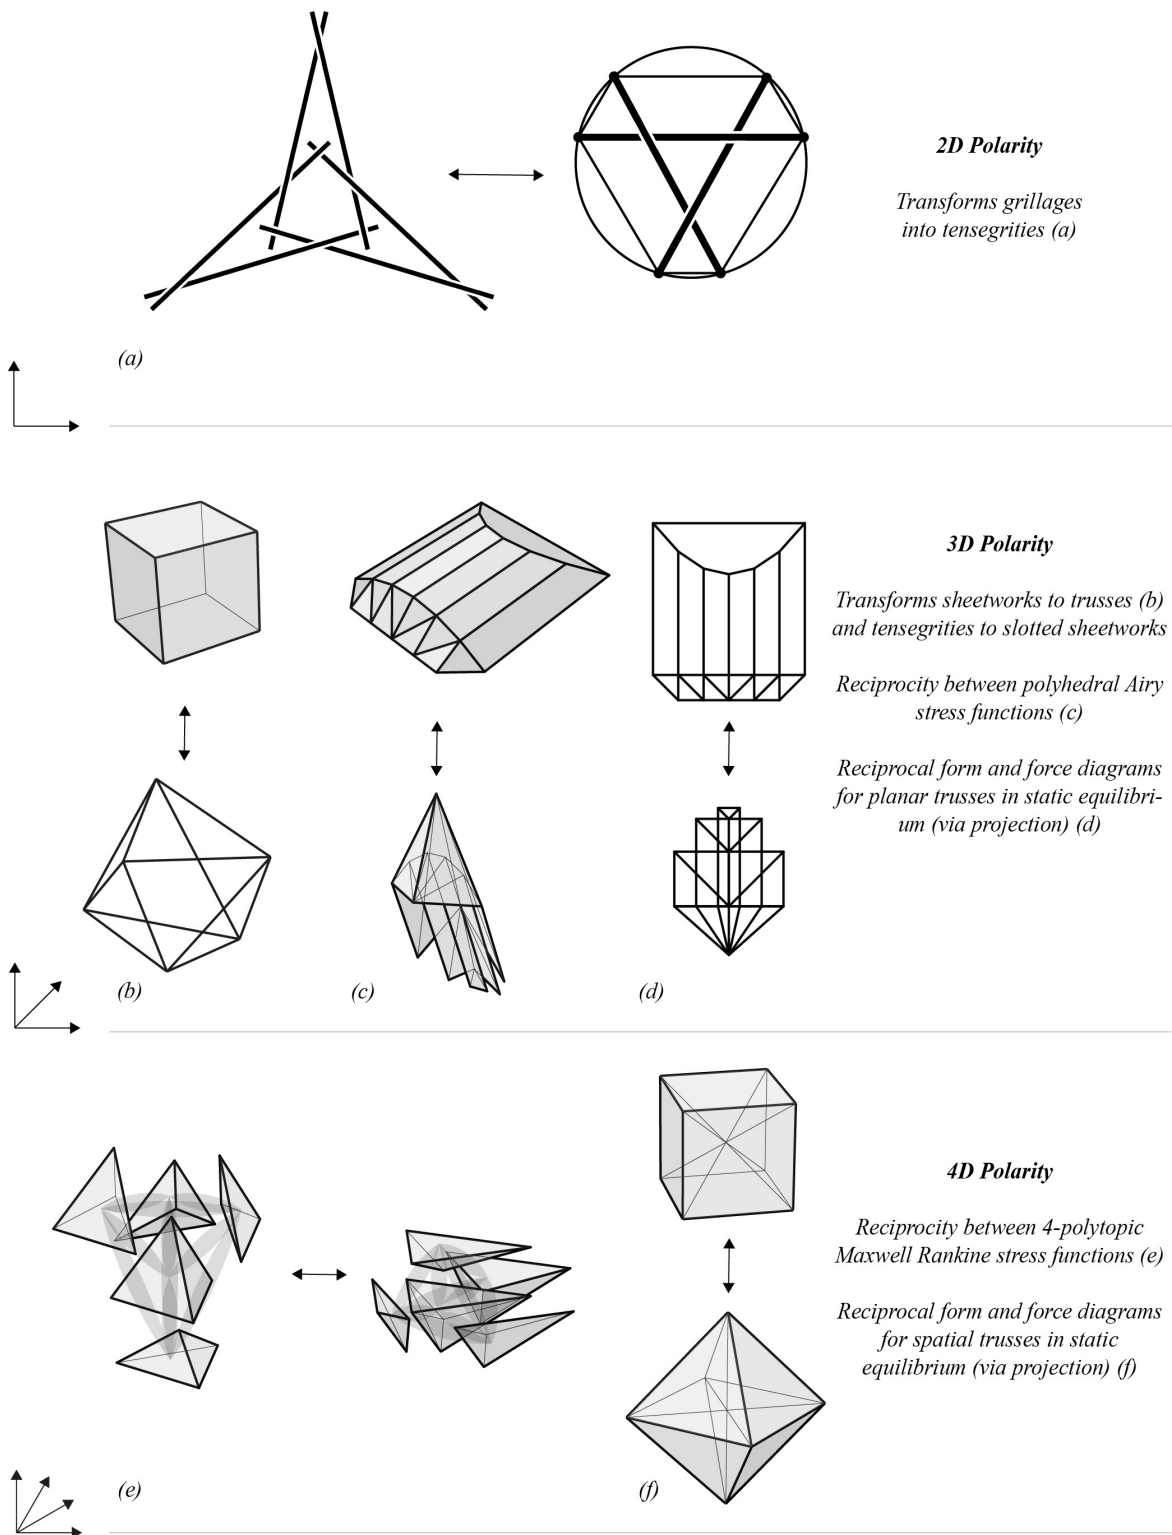 2D Polarity
Transforms grillages
into tensegrities (a)
(a)
3D Polarity
Transforms sheetworks to trusses (b)
and tensegrities to slotted sheetworks
Reciprocity between polyhedral Airy
stress functions (c)
Reciprocal form and force diagrams
for planar trusses in static equilibri-
um (via projection) (d)
(b)
(c)
(d)
4D Polarity
Reciprocity between 4-polytopic
Maxwell Rankine stress functions (e)
Reciprocal form and force diagrams
for spatial trusses in static
equilibrium (via projection) (f)
(e)
(f)